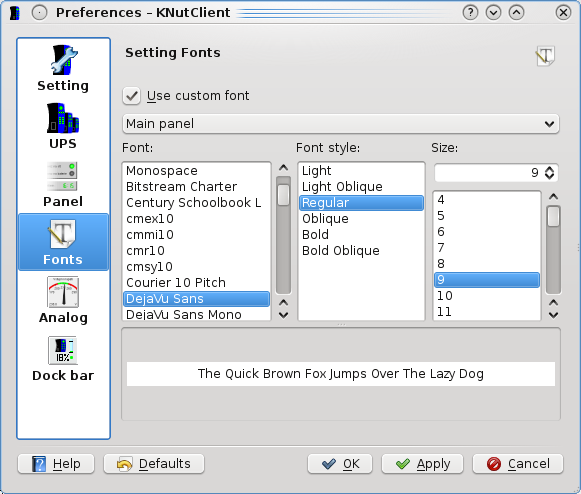 Preferences – KNutClient
Setting
UPS
Panel
Fonts
Analog
18%
Dock bar
Setting Fonts
Use custom font
Main panel
Font:
Monospace
Bitstream Charter
Century Schoolbook L
cmex10
cmmi10
cmr10
cmsy10
Courier 10 Pitch
DejaVu Sans
DejaVu Sans Mono
Font style:
Light
Light Oblique
Regular
Oblique
Bold
Bold Oblique
Size:
9
4
5
6
7
8
9
10
11
The Quick Brown Fox Jumps Over The Lazy Dog
Help
Defaults
OK
Apply
Cancel